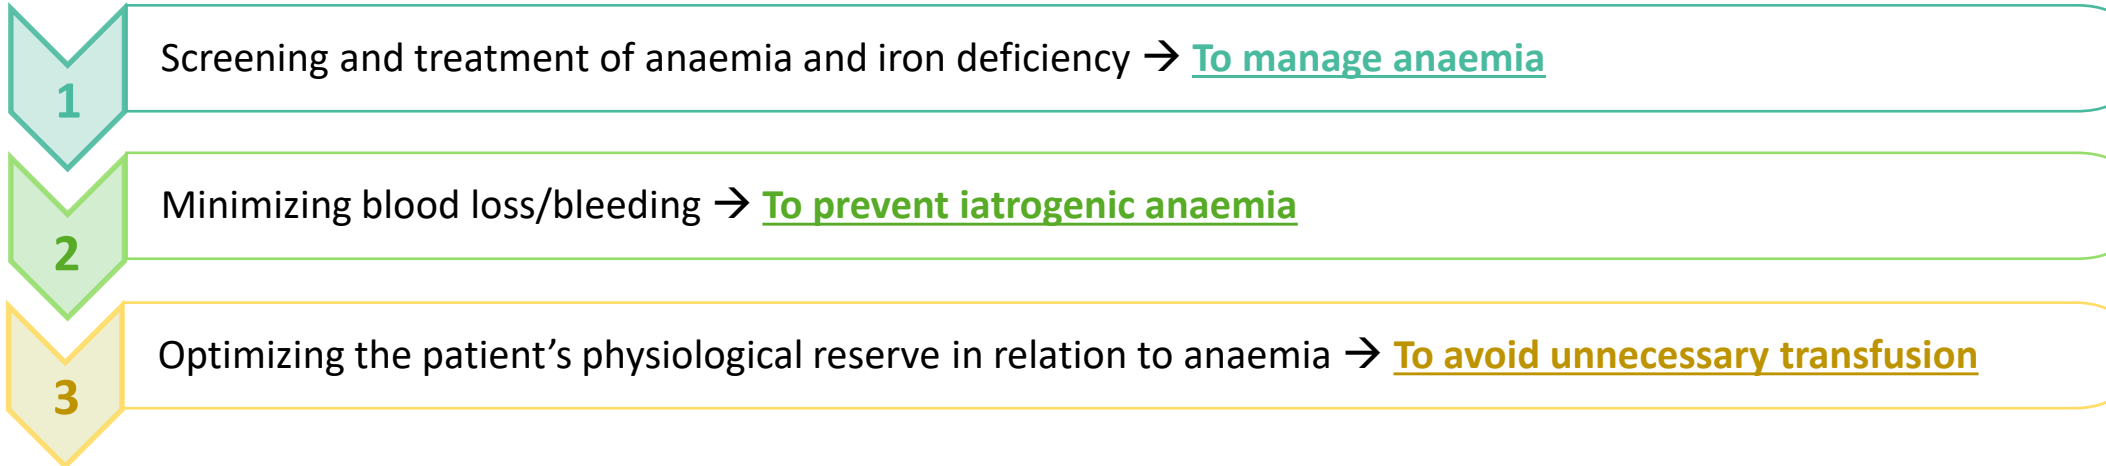 1
Screening and treatment of anaemia and iron deficiency → To manage anaemia
2
Minimizing blood loss/bleeding → To prevent iatrogenic anaemia
3
Optimizing the patient’s physiological reserve in relation to anaemia → To avoid unnecessary transfusion